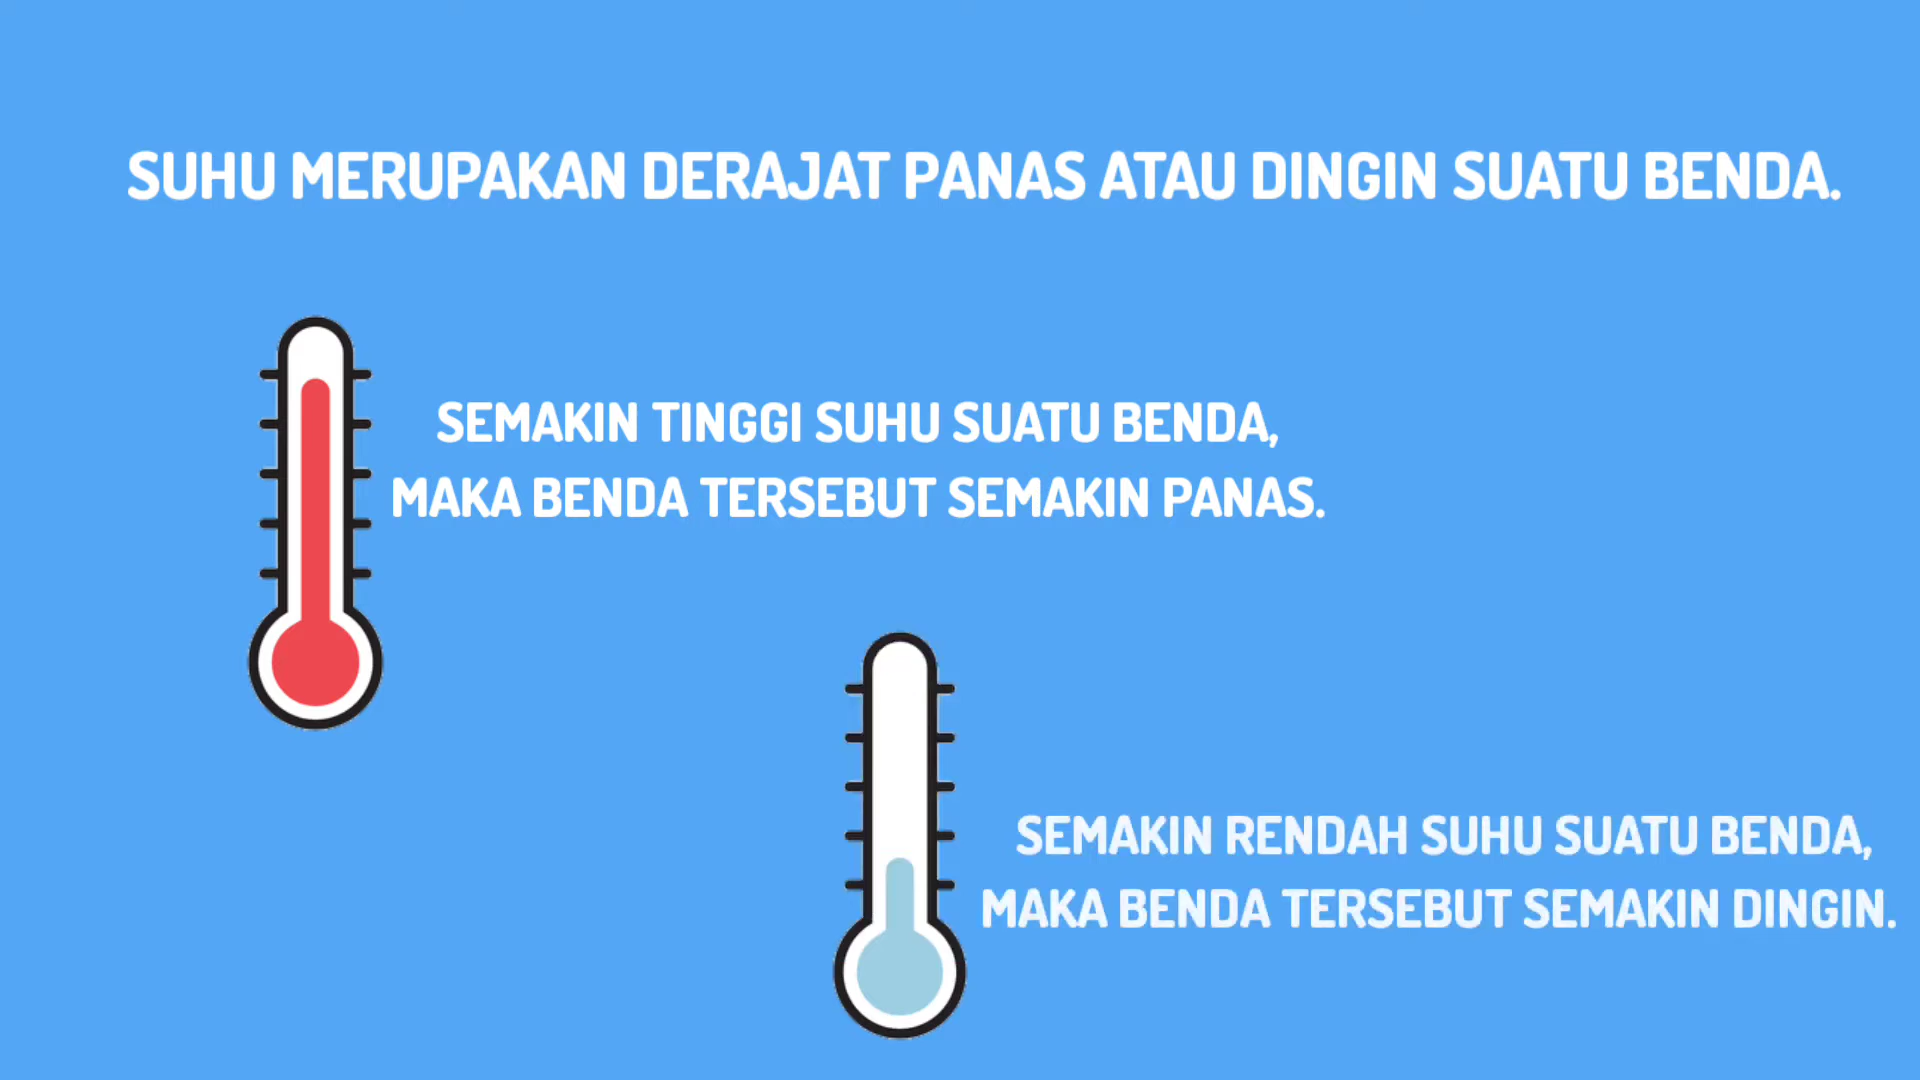 SUHU MERUPAKAN DERAJAT PANAS ATAU DINGIN SUATU BENDA.
SEMAKIN TINGGI SUHU SUATU BENDA,
MAKA BENDA TERSEBUT SEMAKIN PANAS.
SEMAKIN RENDAH SUHU SUATU BENDA,
MAKA BENDA TERSEBUT SEMAKIN DINGIN.